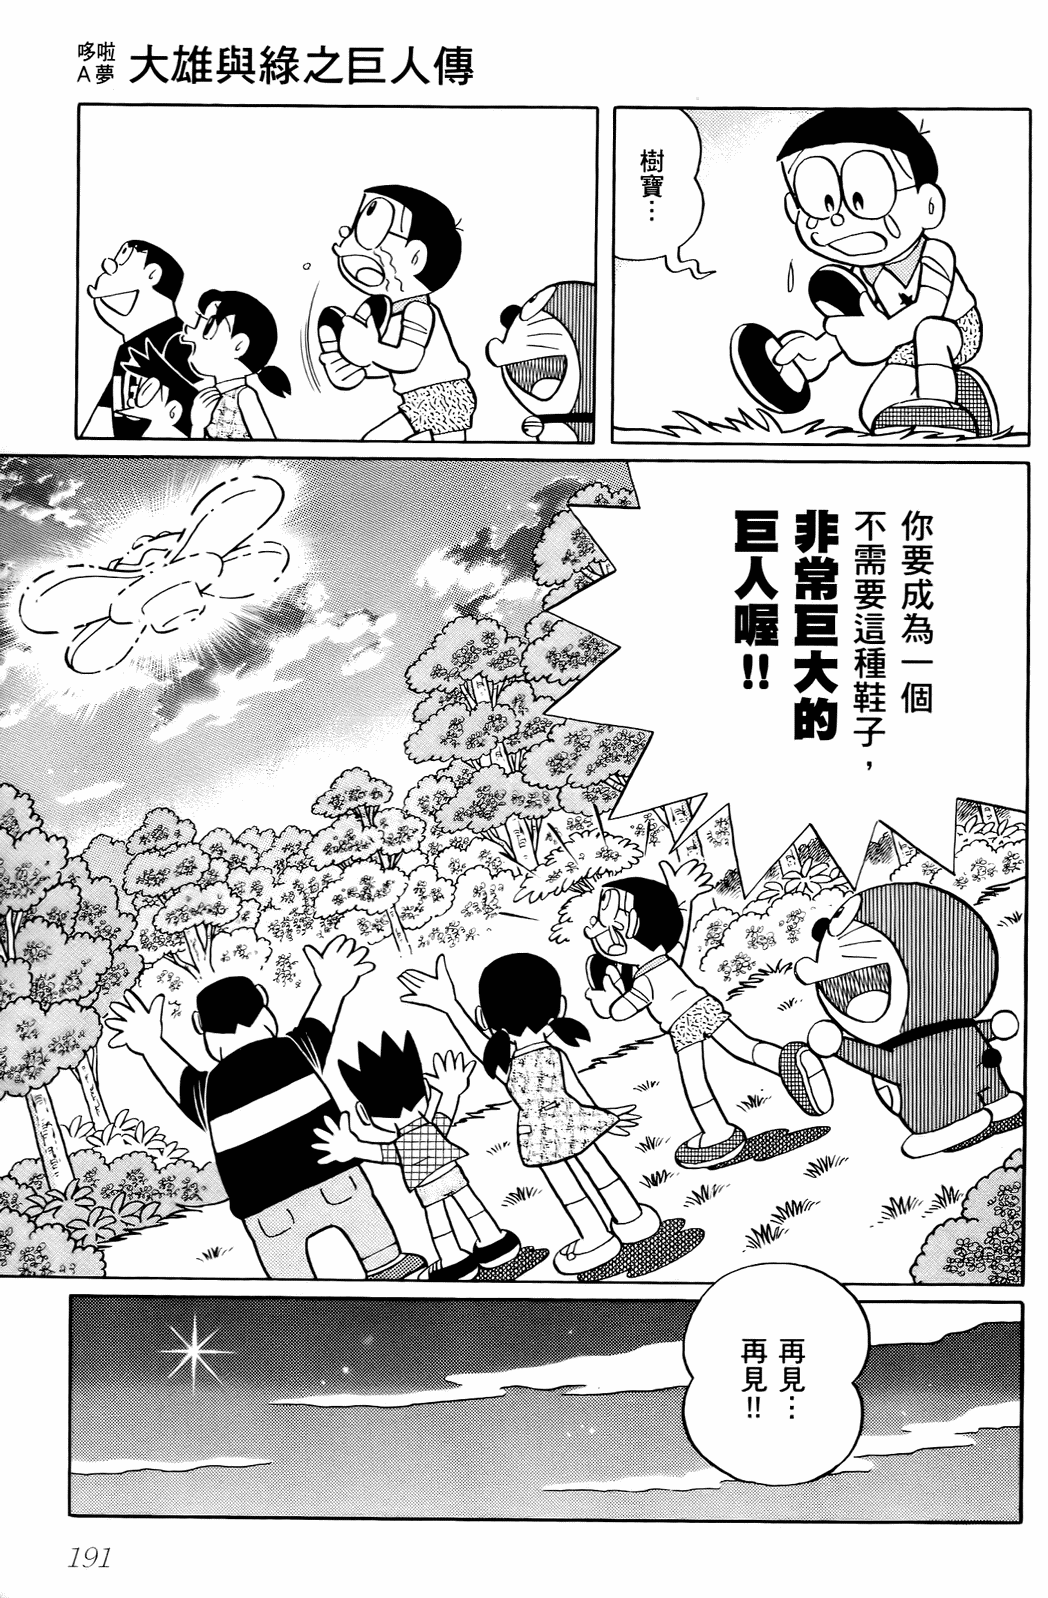 哆啦
A夢
大雄與綠之巨人傳
樹寶…
你要成為一個
不需要這種鞋子，
非常巨大的
巨人喔!!
再見…
再見!!
191